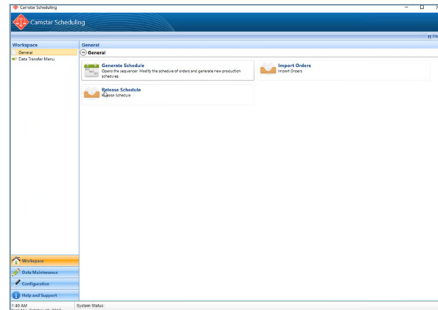 Camstar Scheduling
Camstar Scheduling
Workspace
General
General
Data Transfer Menu
General
Generate Schedule
Opens the sequencer. Modify the schedule of orders and generate new production
schedules
Import Orders
Import Orders
Release Schedule
Release Schedule
Workspace
Data Maintenance
Configuration
Help and Support
System Status